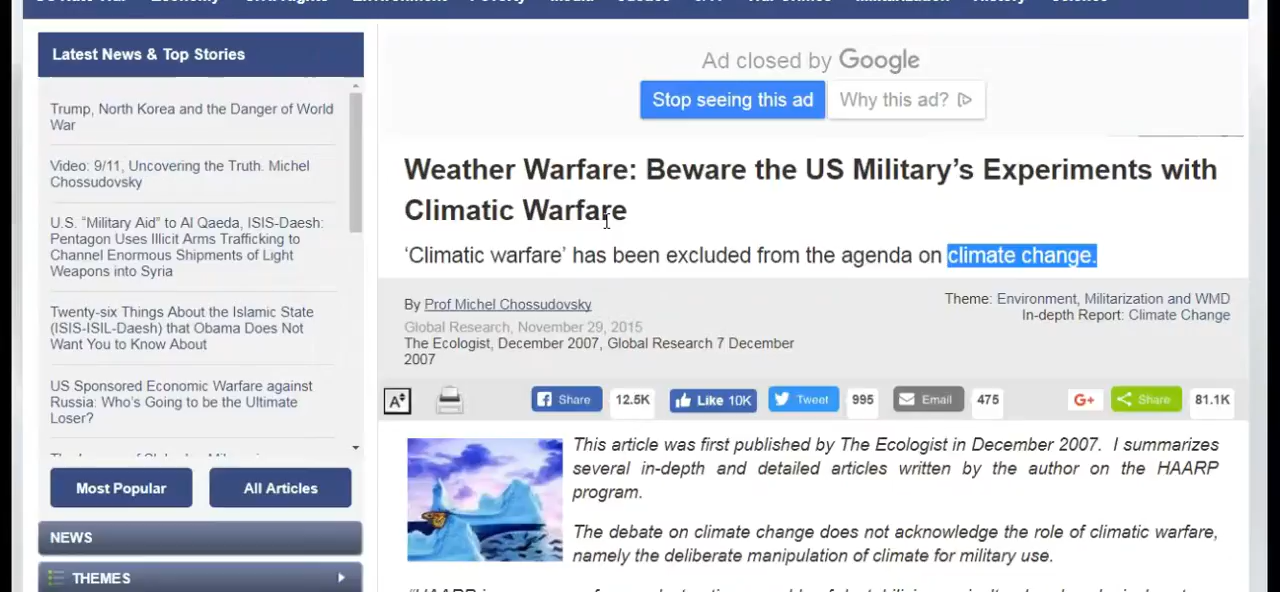 Latest News & Top Stories
Trump, North Korea and the Danger of World
War
Video: 9/11, Uncovering the Truth. Michel
Chossudovsky
U.S. “Military Aid” to Al Qaeda, ISIS-Daesh:
Pentagon Uses Illicit Arms Trafficking to
Channel Enormous Shipments of Light
Weapons into Syria
Twenty-six Things About the Islamic State
(ISIS-ISIL-Daesh) that Obama Does Not
Want You to Know About
US Sponsored Economic Warfare against
Russia: Who’s Going to be the Ultimate
Loser?
Most Popular
All Articles
NEWS
THEMES
Ad closed by Google
Stop seeing this ad
Why this ad?
Weather Warfare: Beware the US Military’s Experiments with
Climatic Warfare
‘Climatic warfare’ has been excluded from the agenda on climate change.
By Prof Michel Chossudovsky
Global Research, November 29, 2015
The Ecologist, December 2007, Global Research 7 December
2007
Theme: Environment, Militarization and WMD
In-depth Report: Climate Change
A
Share 12.5K
Like 10K
Tweet 995
Email 475
G+
Share 81.1K
This article was first published by The Ecologist in December 2007. I summarizes
several in-depth and detailed articles written by the author on the HAARP
program.
The debate on climate change does not acknowledge the role of climatic warfare,
namely the deliberate manipulation of climate for military use.